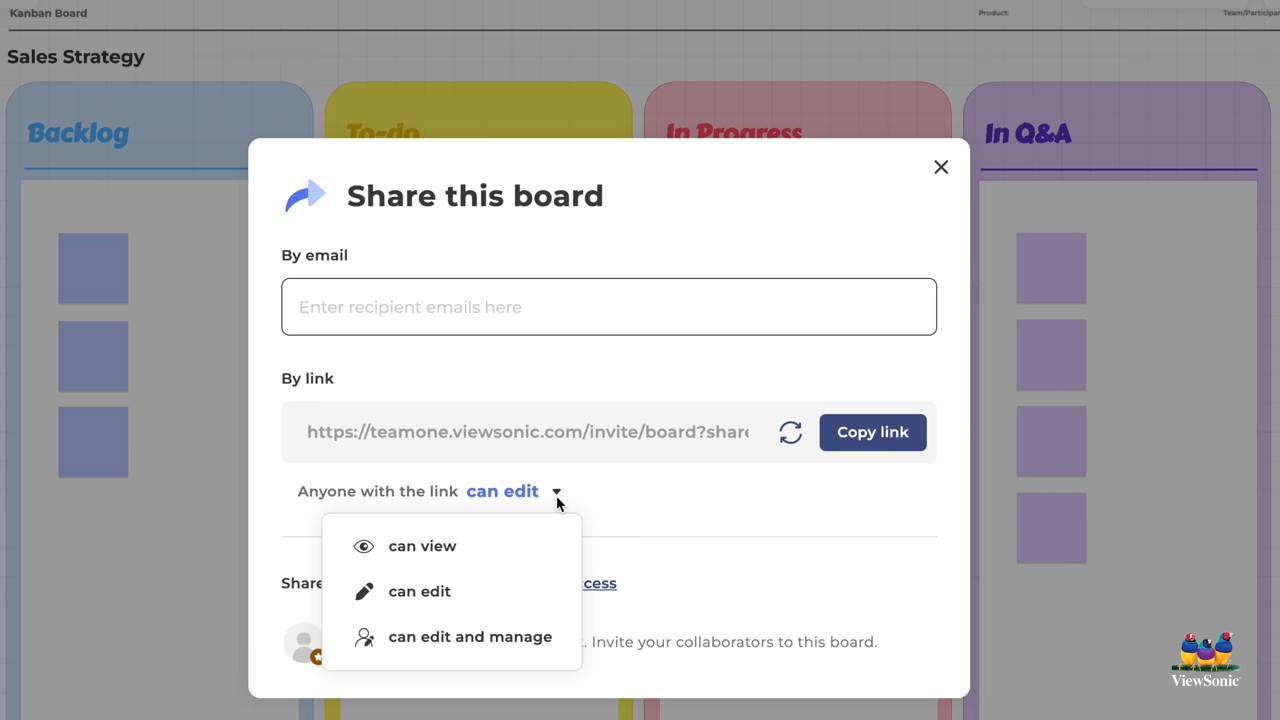 Kanban Board
Product:
Team/Participan
Sales Strategy
Backlog
To-do
In Progress
In Q&A
Share this board
By email
Enter recipient emails here
By link
https://teamone.viewsonic.com/invite/board?share
Copy link
Anyone with the link can edit
can view
can edit
can edit and manage
Share
ccess
. Invite your collaborators to this board.
ViewSonic